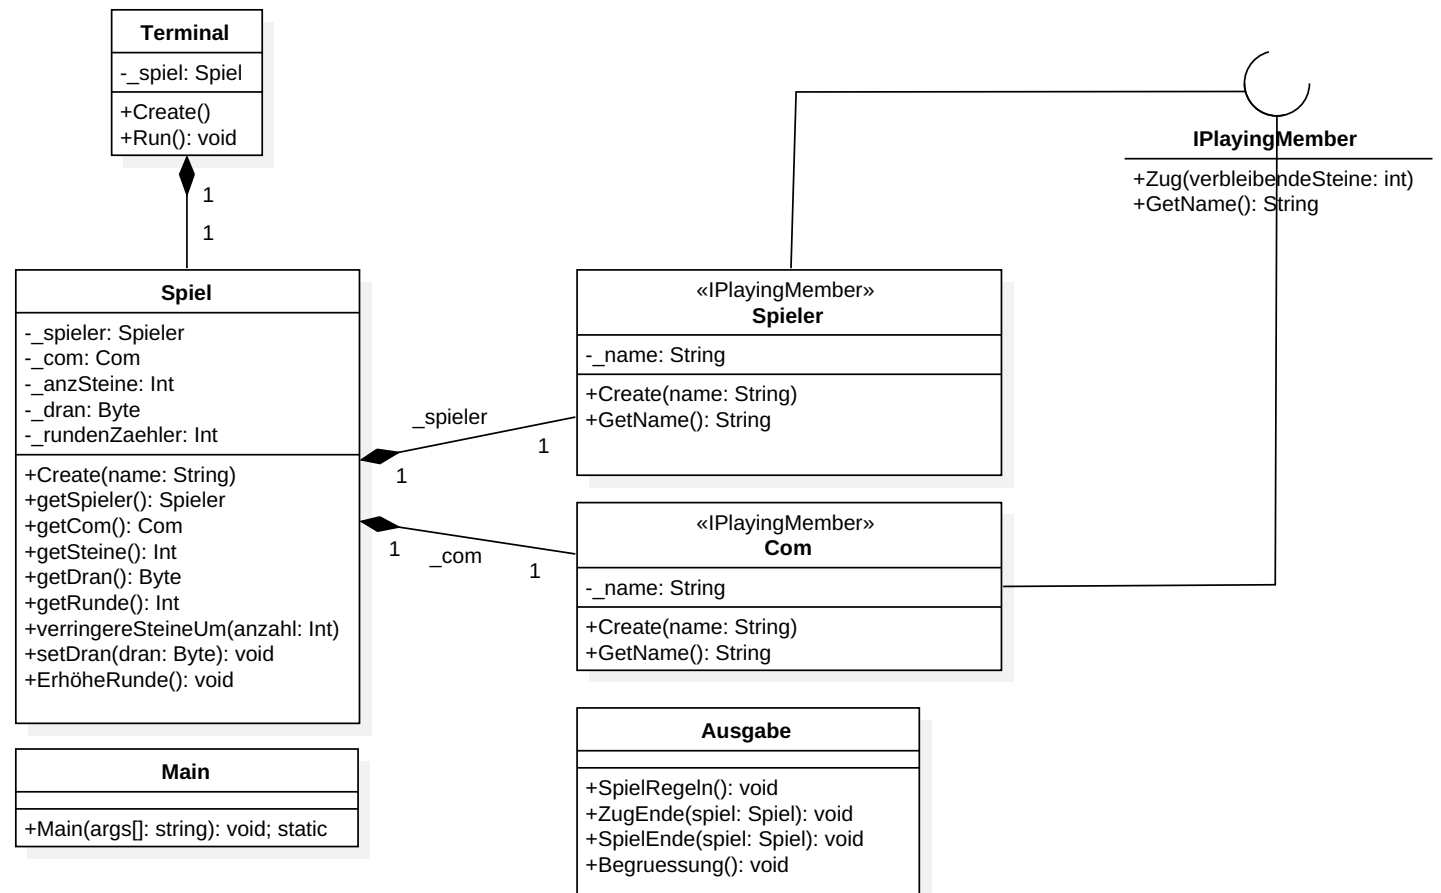 Terminal
-_spiel: Spiel
+Create()
+Run(): void
1
1
IPlayingMember
+Zug(verbleibendeSteine: int)
+GetName(): String
Spiel
-_spieler: Spieler
-_com: Com
-_anzSteine: Int
-_dran: Byte
-_rundenZaehler: Int
+Create(name: String)
+getSpieler(): Spieler
+getCom(): Com
+getSteine(): Int
+getDran(): Byte
+getRunde(): Int
+verringereSteineUm(anzahl: Int)
+setDran(dran: Byte): void
+ErhöheRunde(): void
_spieler
1
1
«IPlayingMember»
Spieler
-_name: String
+Create(name: String)
+GetName(): String
1
_com
1
«IPlayingMember»
Com
-_name: String
+Create(name: String)
+GetName(): String
Main
+Main(args[]: string): void; static
Ausgabe
+SpielRegeln(): void
+ZugEnde(spiel: Spiel): void
+SpielEnde(spiel: Spiel): void
+Begruessung(): void